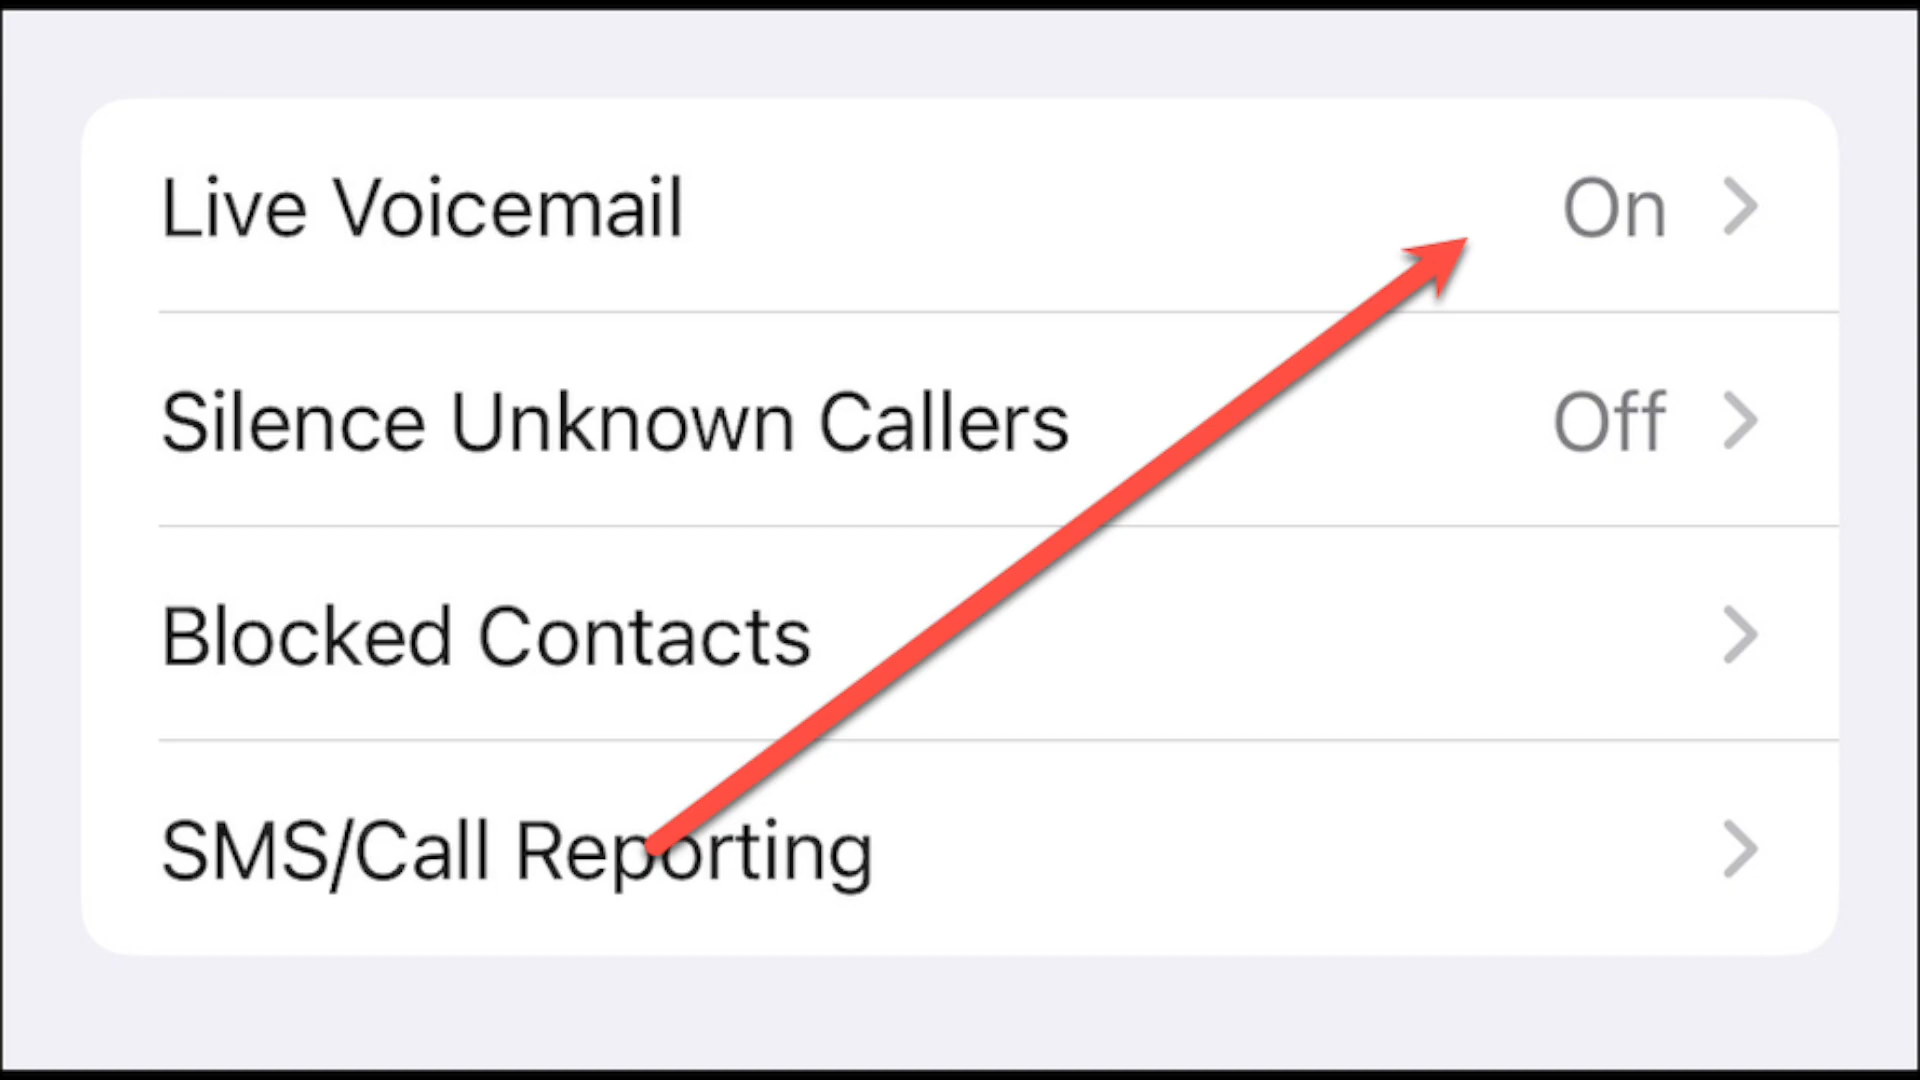 Live Voicemail On
Silence Unknown Callers Off
Blocked Contacts
SMS/Call Reporting